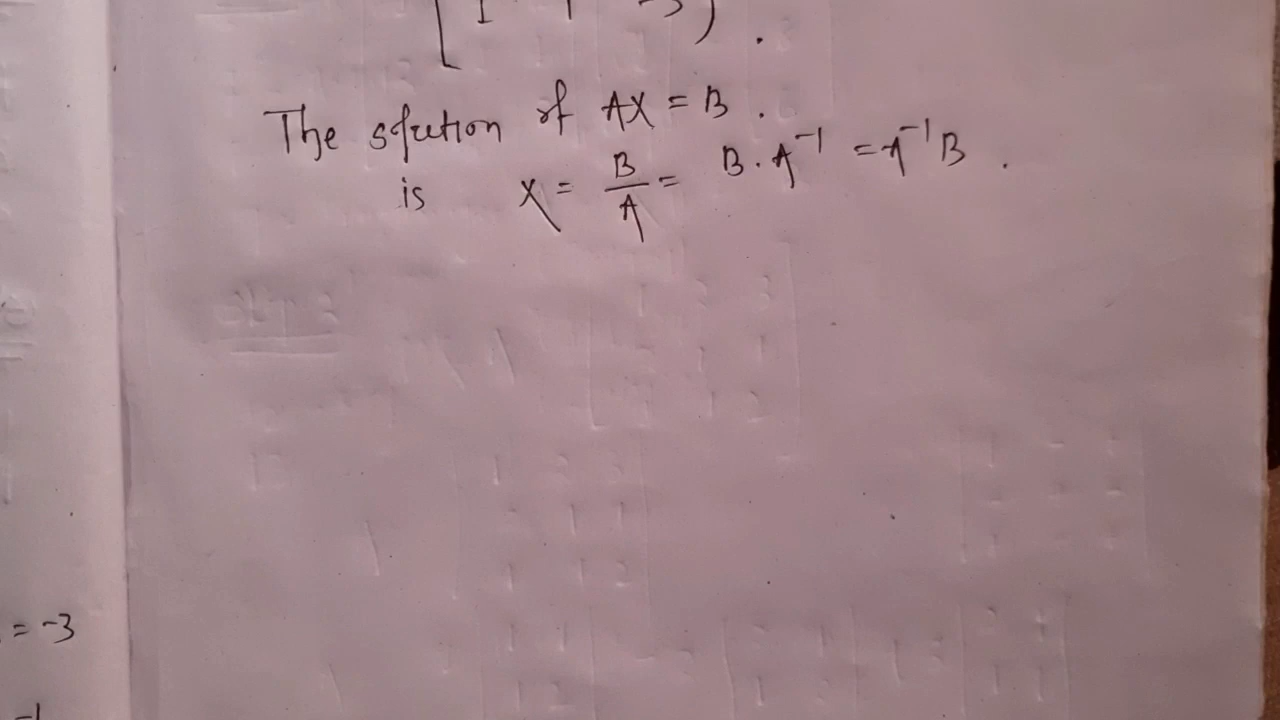 The solution of AX = B .
is X = B/A = B . A⁻¹ = A⁻¹B .
= -3